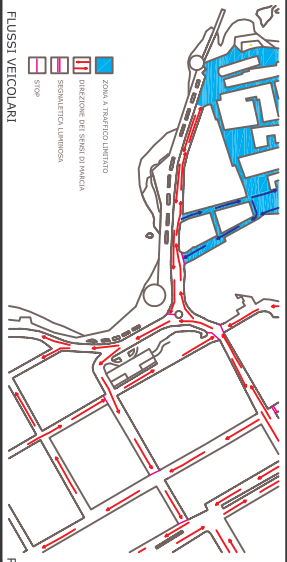 FLUSSI VEICOLARI
ZONA A TRAFFICO LIMITATO
DIREZIONE DEI SENSI DI MARCIA
SEGNALETICA LUMINOSA
STOP